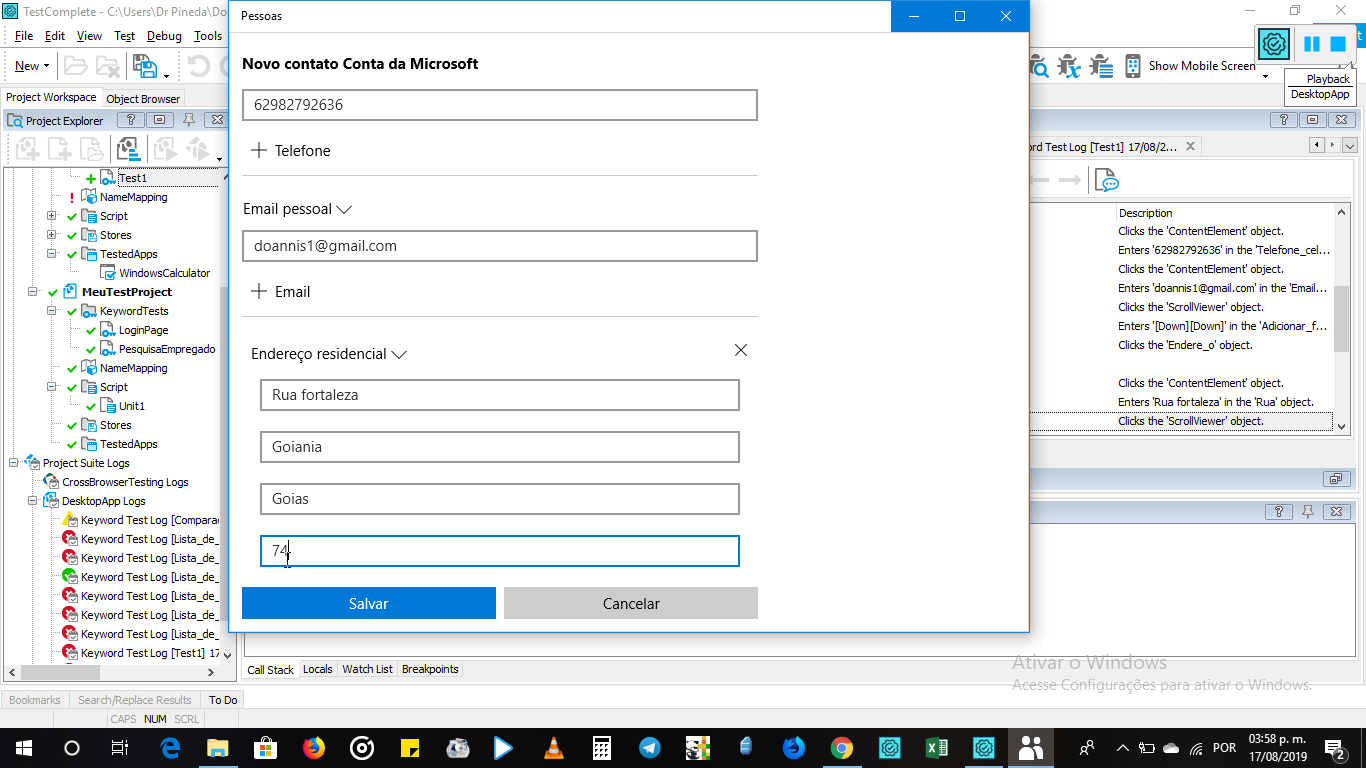 TestComplete - C:\Users\Dr Pineda\Do
File Edit View Test Debug Tools
New
Show Mobile Screen
Playback
DesktopApp
Project Workspace Object Browser
Project Explorer
Test1
NameMapping
Script
Stores
TestedApps
WindowsCalculator
MeuTestProject
KeywordTests
LoginPage
PesquisaEmpregado
NameMapping
Script
Unit1
Stores
TestedApps
Project Suite Logs
CrossBrowserTesting Logs
DesktopApp Logs
Keyword Test Log [Compara
Keyword Test Log [Lista_de_
Keyword Test Log [Lista_de_
Keyword Test Log [Lista_de_
Keyword Test Log [Lista_de_
Keyword Test Log [Lista_de_
Keyword Test Log [Lista_de_
Keyword Test Log [Test1] 17
Pessoas
Novo contato Conta da Microsoft
62982792636
Telefone
Email pessoal
doannis1@gmail.com
Email
Endereço residencial
Rua fortaleza
Goiania
Goias
74
Salvar Cancelar
ord Test Log [Test1] 17/08/2...
Description
Clicks the 'ContentElement' object.
Enters '62982792636' in the 'Telefone_cel...
Clicks the 'ContentElement' object.
Enters 'doannis1@gmail.com' in the 'Email...
Clicks the 'ScrollViewer' object.
Enters '[Down][Down]' in the 'Adicionar_f...
Clicks the 'Endere_o' object.
Clicks the 'ContentElement' object.
Enters 'Rua fortaleza' in the 'Rua' object.
Clicks the 'ScrollViewer' object.
Call Stack Locals Watch List Breakpoints
Ativar o Windows
Acesse Configurações para ativar o Windows.
Bookmarks Search/Replace Results To Do
CAPS NUM SCRL
POR
03:58 p. m.
17/08/2019
2